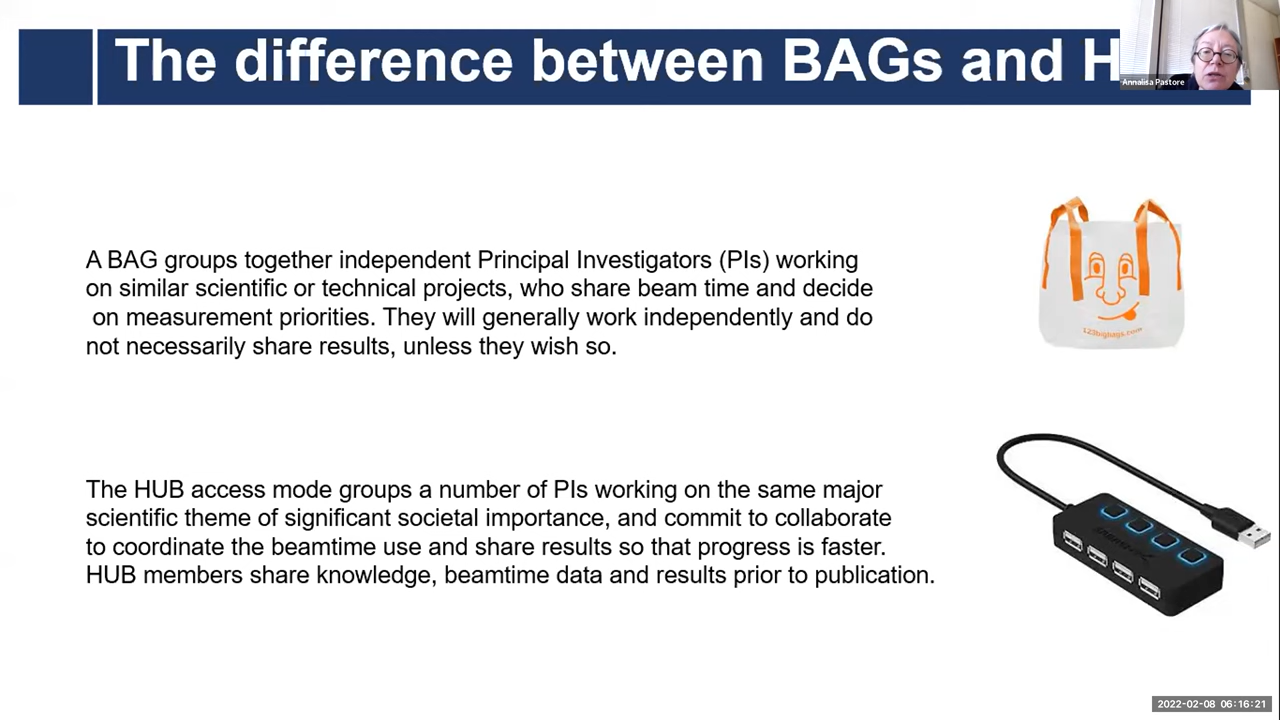 The difference between BAGs and H
Annalisa Pastore
A BAG groups together independent Principal Investigators (PIs) working
on similar scientific or technical projects, who share beam time and decide
on measurement priorities. They will generally work independently and do
not necessarily share results, unless they wish so.
123bigbags.com
The HUB access mode groups a number of PIs working on the same major
scientific theme of significant societal importance, and commit to collaborate
to coordinate the beamtime use and share results so that progress is faster.
HUB members share knowledge, beamtime data and results prior to publication.
2022-02-08 06:16:21